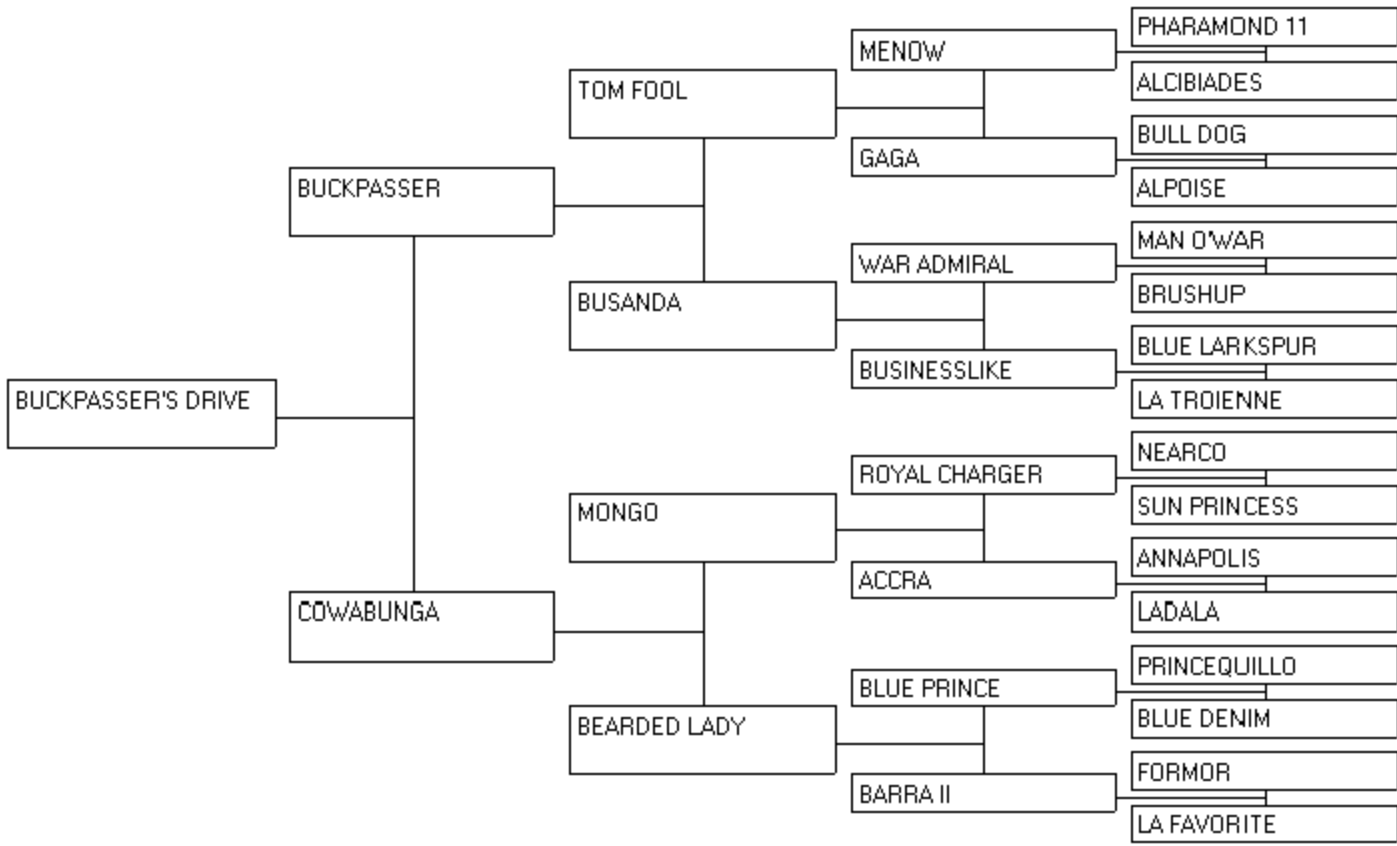 PHARAMOND 11
MENOW
ALCIBIADES
TOM FOOL
BULL DOG
GAGA
ALPOISE
BUCKPASSER
MAN O'WAR
WAR ADMIRAL
BRUSHUP
BUSANDA
BLUE LARKSPUR
BUSINESSLIKE
LA TROIENNE
BUCKPASSER'S DRIVE
NEARCO
ROYAL CHARGER
SUN PRINCESS
MONGO
ANNAPOLIS
ACCRA
LADALA
COWABUNGA
PRINCEQUILLO
BLUE PRINCE
BLUE DENIM
BEARDED LADY
FORMOR
BARRA II
LA FAVORITE